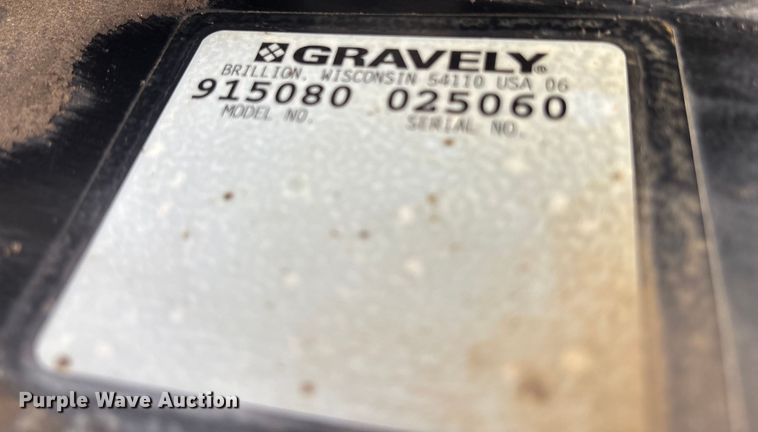 GRAVELY®
BRILLION, WISCONSIN 54110 USA 06
915080 025060
MODEL NO. SERIAL NO.
Purple Wave Auction